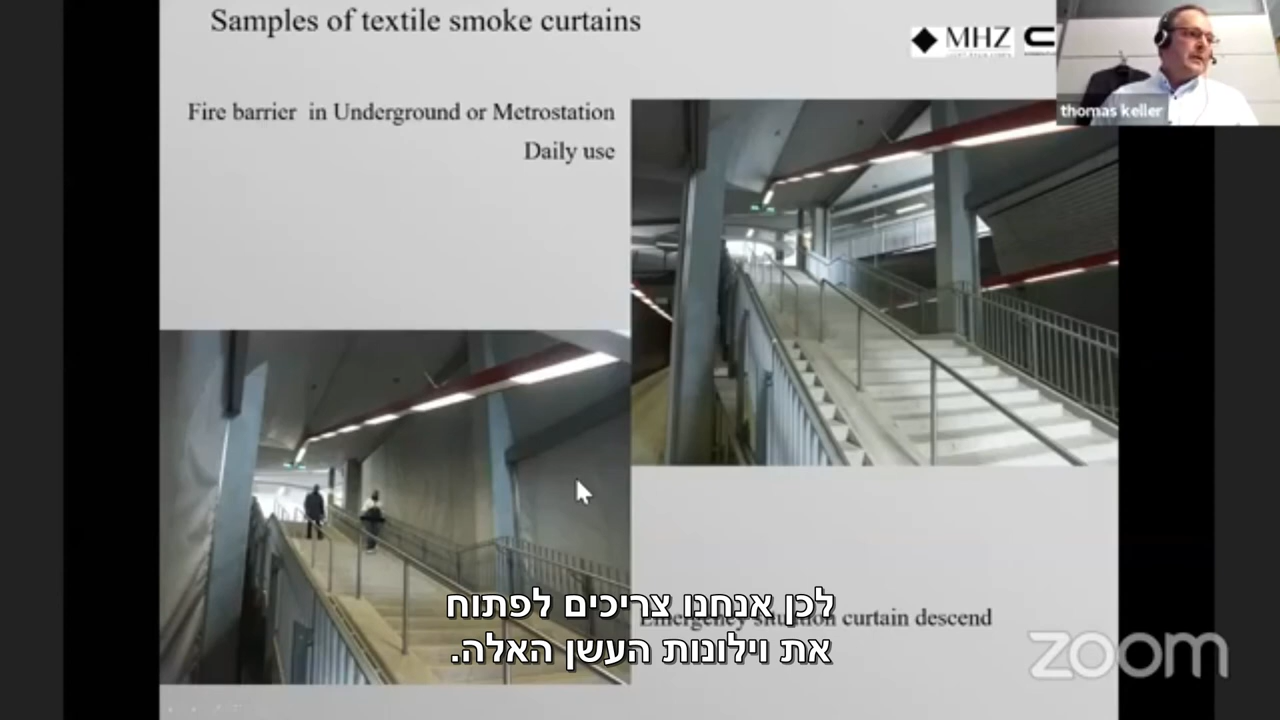 Samples of textile smoke curtains
MHZ
thomas keller
Fire barrier in Underground or Metrostation
Daily use
Emergency situation curtain descend
לכן אנחנו צריכים לפתוח
את וילונות העשן האלה.
zoom